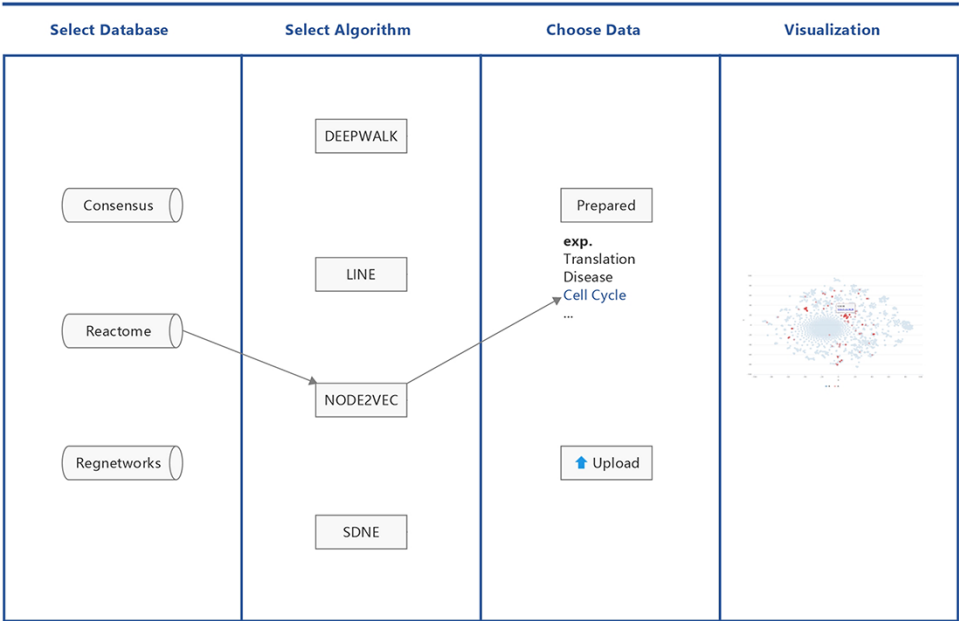 Select Database
Select Algorithm
Choose Data
Visualization
Consensus
Reactome
Regnetworks
DEEPWALK
LINE
NODE2VEC
SDNE
Prepared
exp.
Translation
Disease
Cell Cycle
...
Upload